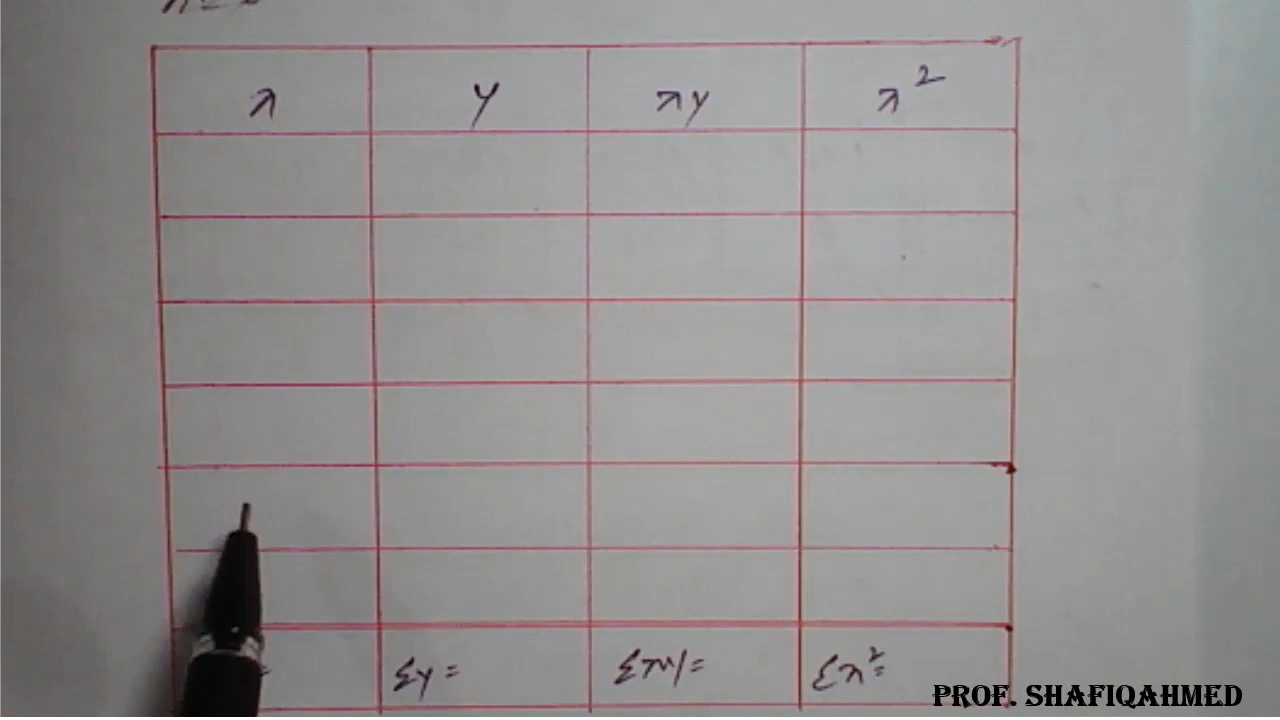 x y xy x²
Σy = Σxy = Σx² =
PROF. SHAFIQAHMED